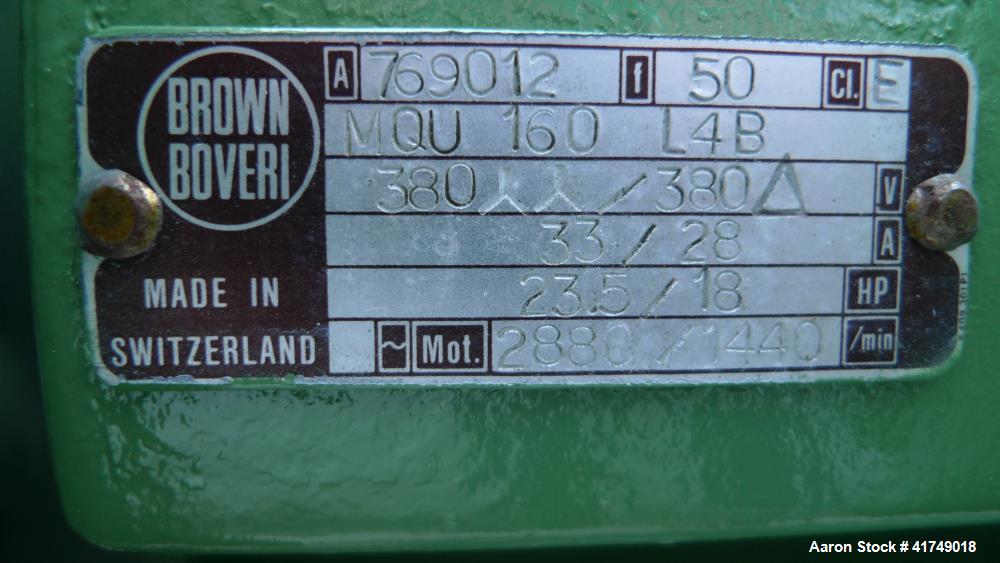 BROWN
BOVERI
MADE IN
SWITZERLAND
A 769012 f 50 Cl. E
MQU 160 L4B
380 ⅄⅄ / 380 Δ V
33 / 28 A
23.5 / 18 HP
~ Mot. 2880 / 1440 /min
Aaron Stock # 41749018